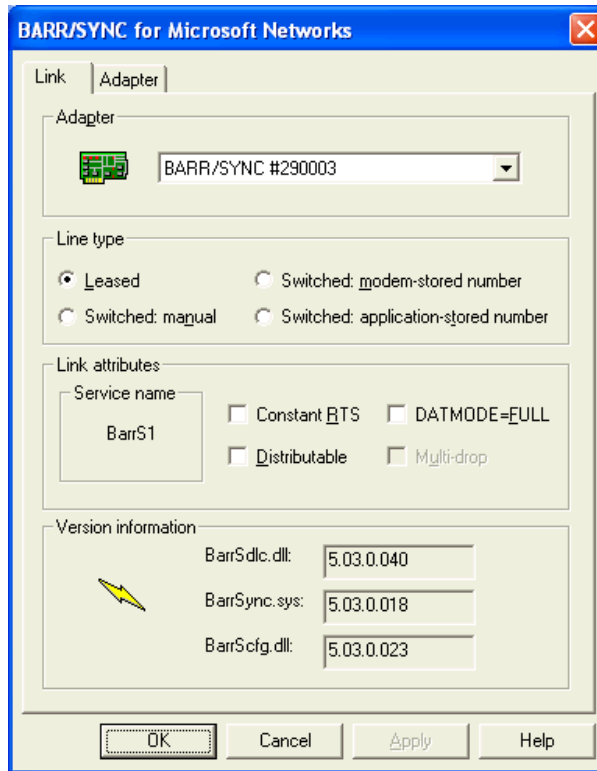 BARR/SYNC for Microsoft Networks
Link Adapter
Adapter
BARR/SYNC #290003
Line type
Leased Switched: modem-stored number
Switched: manual Switched: application-stored number
Link attributes
Service name
BarrS1
Constant RTS DATMODE=FULL
Distributable Multi-drop
Version information
BarrSdlc.dll: 5.03.0.040
BarrSync.sys: 5.03.0.018
BarrScfg.dll: 5.03.0.023
OK Cancel Apply Help